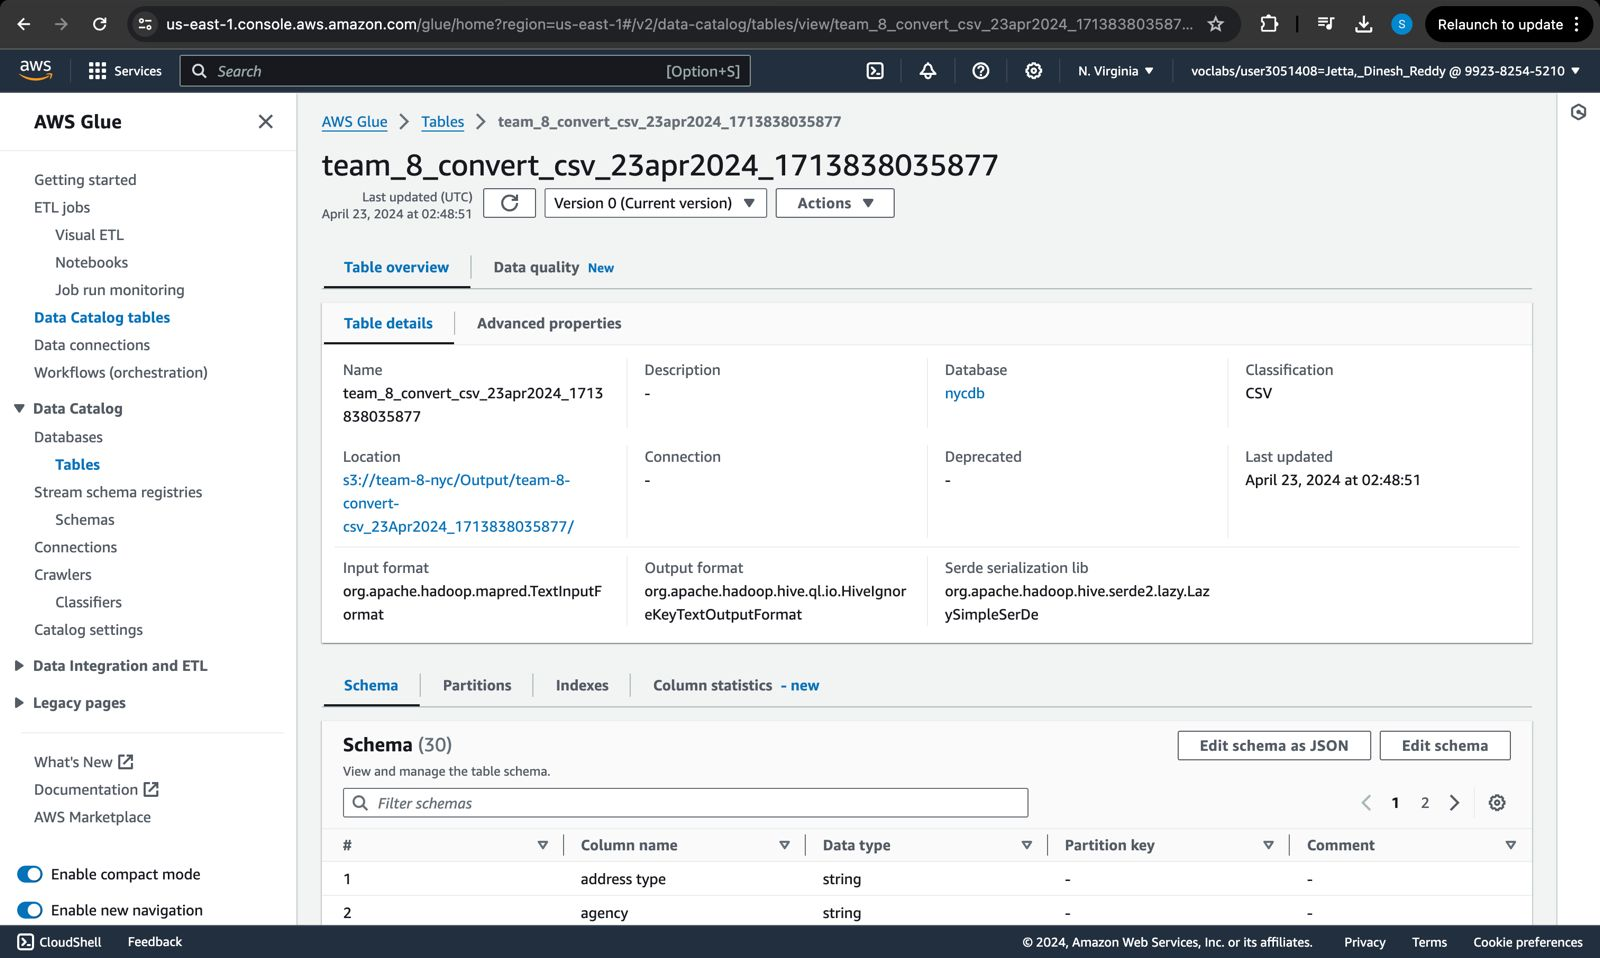 us-east-1.console.aws.amazon.com/glue/home?region=us-east-1#/v2/data-catalog/tables/view/team_8_convert_csv_23apr2024_171383803587...
S
Relaunch to update
aws
Services
Search
[Option+S]
N. Virginia
voclabs/user3051408=Jetta,_Dinesh_Reddy @ 9923-8254-5210
AWS Glue
Getting started
ETL jobs
Visual ETL
Notebooks
Job run monitoring
Data Catalog tables
Data connections
Workflows (orchestration)
Data Catalog
Databases
Tables
Stream schema registries
Schemas
Connections
Crawlers
Classifiers
Catalog settings
Data Integration and ETL
Legacy pages
What's New
Documentation
AWS Marketplace
Enable compact mode
Enable new navigation
AWS Glue
Tables
team_8_convert_csv_23apr2024_1713838035877
team_8_convert_csv_23apr2024_1713838035877
Last updated (UTC)
April 23, 2024 at 02:48:51
Version 0 (Current version)
Actions
Table overview
Data quality New
Table details
Advanced properties
Name
team_8_convert_csv_23apr2024_1713
838035877
Description
-
Database
nycdb
Classification
CSV
Location
s3://team-8-nyc/Output/team-8-
convert-
csv_23Apr2024_1713838035877/
Connection
-
Deprecated
-
Last updated
April 23, 2024 at 02:48:51
Input format
org.apache.hadoop.mapred.TextInputF
ormat
Output format
org.apache.hadoop.hive.ql.io.HiveIgnor
eKeyTextOutputFormat
Serde serialization lib
org.apache.hadoop.hive.serde2.lazy.Laz
ySimpleSerDe
Schema
Partitions
Indexes
Column statistics - new
Schema (30)
View and manage the table schema.
Edit schema as JSON
Edit schema
Filter schemas
1 2
# Column name Data type Partition key Comment
1 address type string - -
2 agency string - -
CloudShell
Feedback
© 2024, Amazon Web Services, Inc. or its affiliates.
Privacy
Terms
Cookie preferences